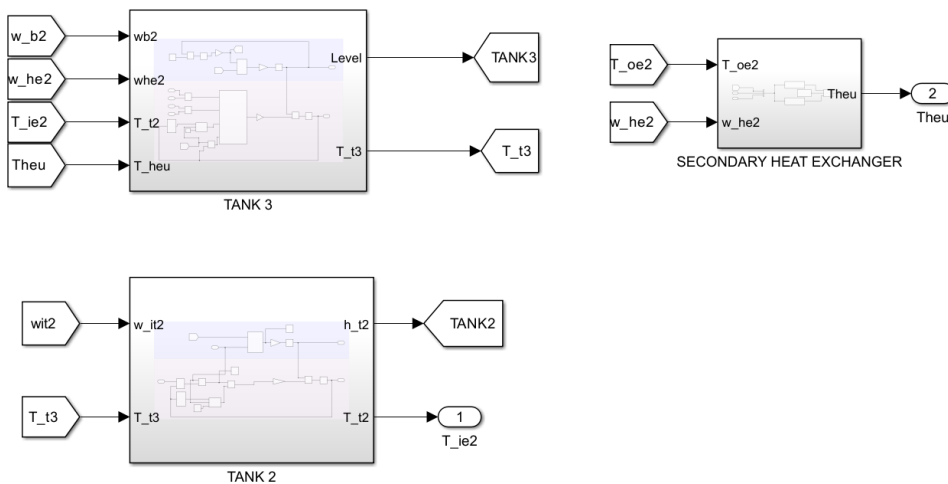 w_b2
wb2
w_he2
whe2
T_ie2
T_t2
Theu
T_heu
Level
TANK3
T_t3
T_t3
TANK 3
T_oe2
T_oe2
w_he2
w_he2
Theu
2
Theu
SECONDARY HEAT EXCHANGER
wit2
w_it2
h_t2
TANK2
T_t3
T_t3
T_t2
1
T_ie2
TANK 2